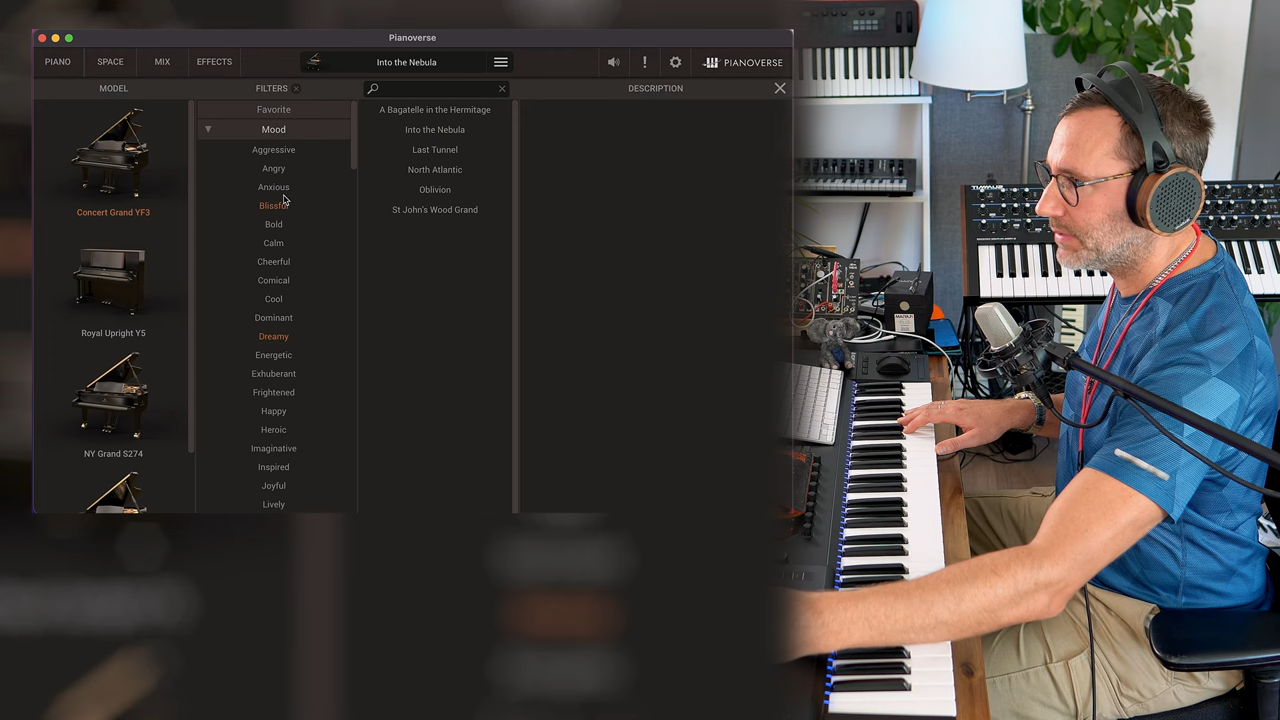 Pianoverse
PIANO
SPACE
MIX
EFFECTS
Into the Nebula
PIANOVERSE
MODEL
FILTERS
DESCRIPTION
Concert Grand YF3
Royal Upright Y5
NY Grand S274
Favorite
Mood
Aggressive
Angry
Anxious
Blissful
Bold
Calm
Cheerful
Comical
Cool
Dominant
Dreamy
Energetic
Exhuberant
Frightened
Happy
Heroic
Imaginative
Inspired
Joyful
Lively
A Bagatelle in the Hermitage
Into the Nebula
Last Tunnel
North Atlantic
Oblivion
St John's Wood Grand